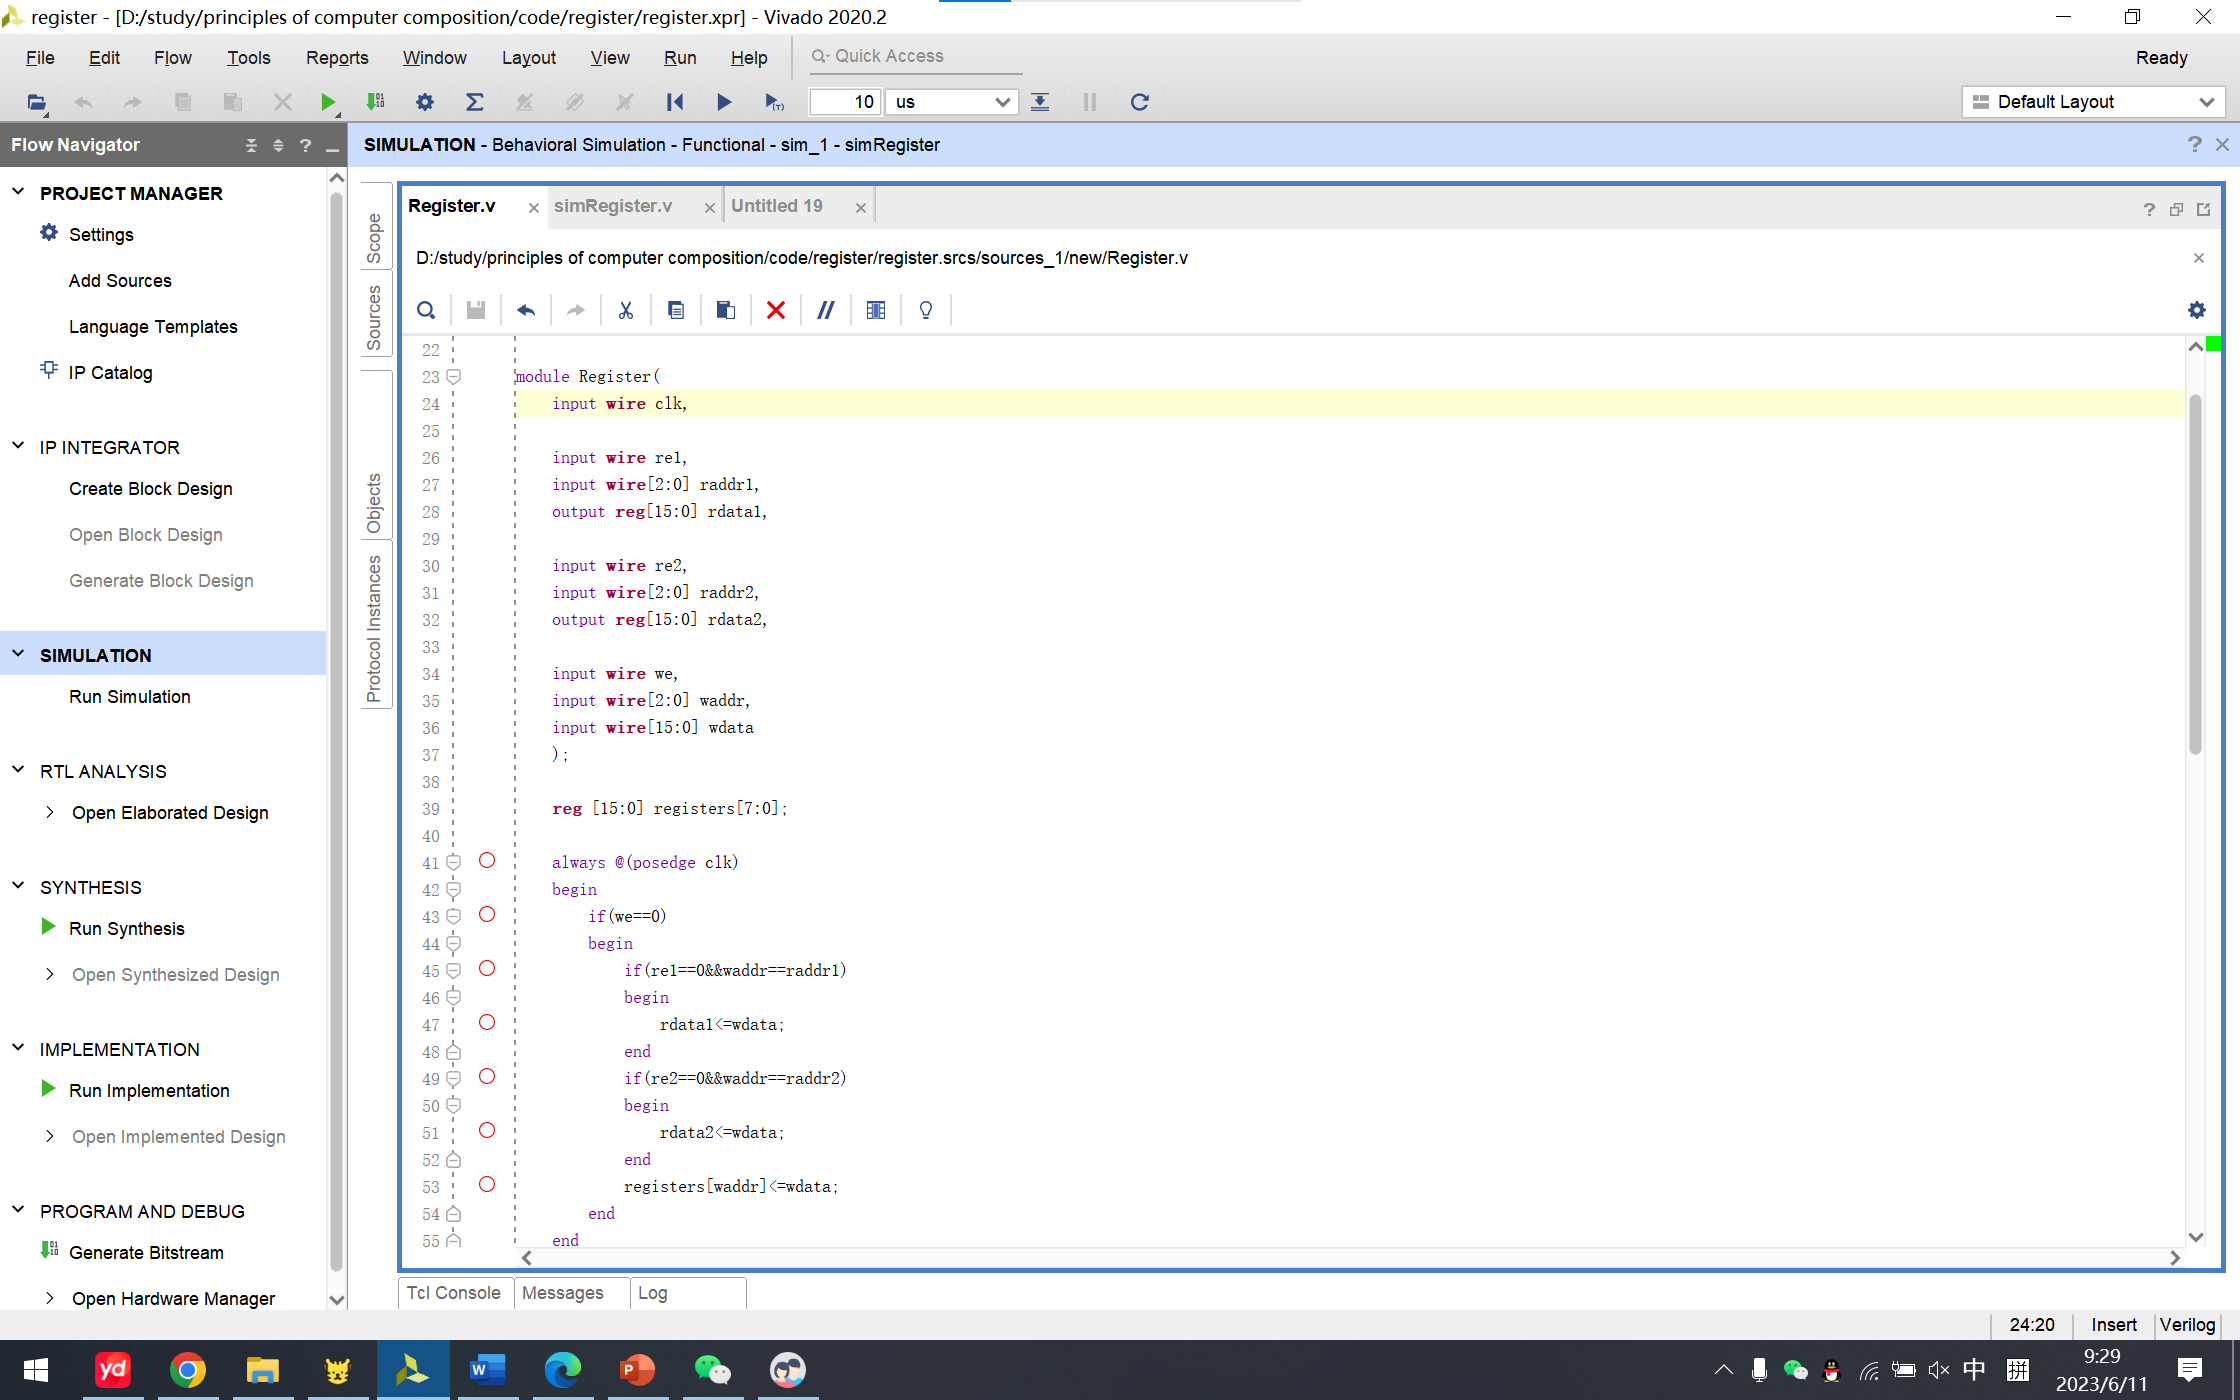 register - [D:/study/principles of computer composition/code/register/register.xpr] - Vivado 2020.2
File Edit Flow Tools Reports Window Layout View Run Help Quick Access Ready
10 us Default Layout
Flow Navigator
SIMULATION - Behavioral Simulation - Functional - sim_1 - simRegister
PROJECT MANAGER
Settings
Add Sources
Language Templates
IP Catalog
IP INTEGRATOR
Create Block Design
Open Block Design
Generate Block Design
SIMULATION
Run Simulation
RTL ANALYSIS
Open Elaborated Design
SYNTHESIS
Run Synthesis
Open Synthesized Design
IMPLEMENTATION
Run Implementation
Open Implemented Design
PROGRAM AND DEBUG
Generate Bitstream
Open Hardware Manager
Scope
Sources
Objects
Protocol Instances
Register.v simRegister.v Untitled 19
D:/study/principles of computer composition/code/register/register.srcs/sources_1/new/Register.v
22
23 module Register(
24 input wire clk,
25
26 input wire re1,
27 input wire[2:0] raddr1,
28 output reg[15:0] rdata1,
29
30 input wire re2,
31 input wire[2:0] raddr2,
32 output reg[15:0] rdata2,
33
34 input wire we,
35 input wire[2:0] waddr,
36 input wire[15:0] wdata
37 );
38
39 reg [15:0] registers[7:0];
40
41 always @(posedge clk)
42 begin
43 if(we==0)
44 begin
45 if(re1==0&&waddr==raddr1)
46 begin
47 rdata1<=wdata;
48 end
49 if(re2==0&&waddr==raddr2)
50 begin
51 rdata2<=wdata;
52 end
53 registers[waddr]<=wdata;
54 end
55 end
Tcl Console Messages Log
24:20 Insert Verilog
yd
W
P
中 拼
9:29
2023/6/11